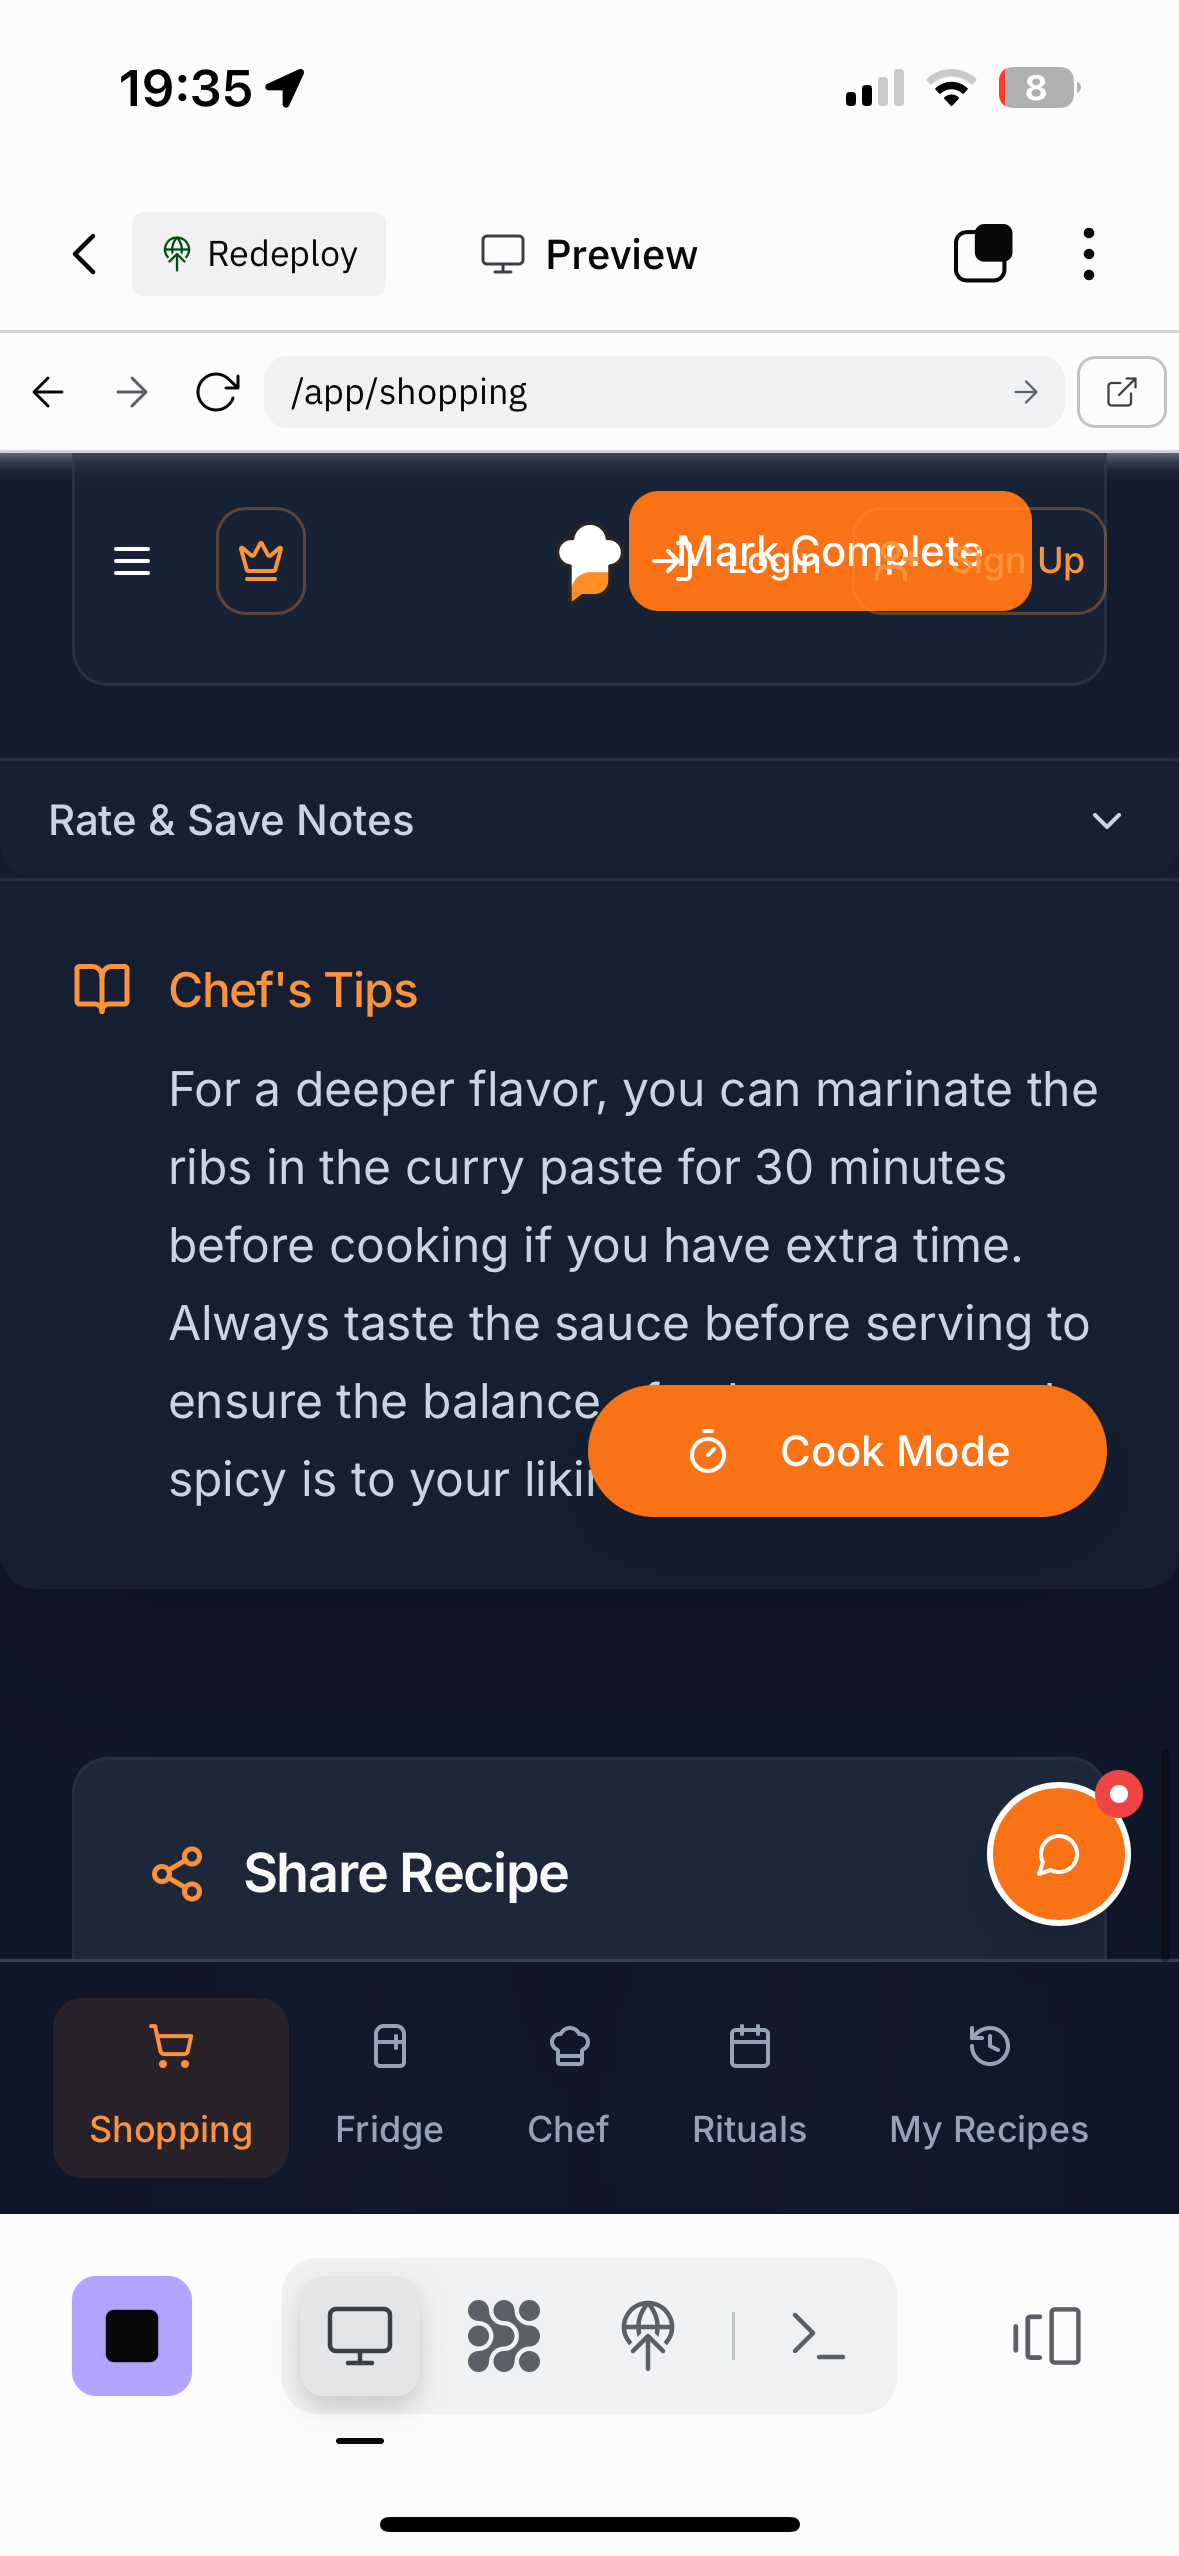 19:35
8
Redeploy
Preview
/app/shopping
Mark Complete
Login
Sign Up
Rate & Save Notes
Chef's Tips
For a deeper flavor, you can marinate the
ribs in the curry paste for 30 minutes
before cooking if you have extra time.
Always taste the sauce before serving to
ensure the balance
spicy is to your
Cook Mode
Share Recipe
Shopping
Fridge
Chef
Rituals
My Recipes